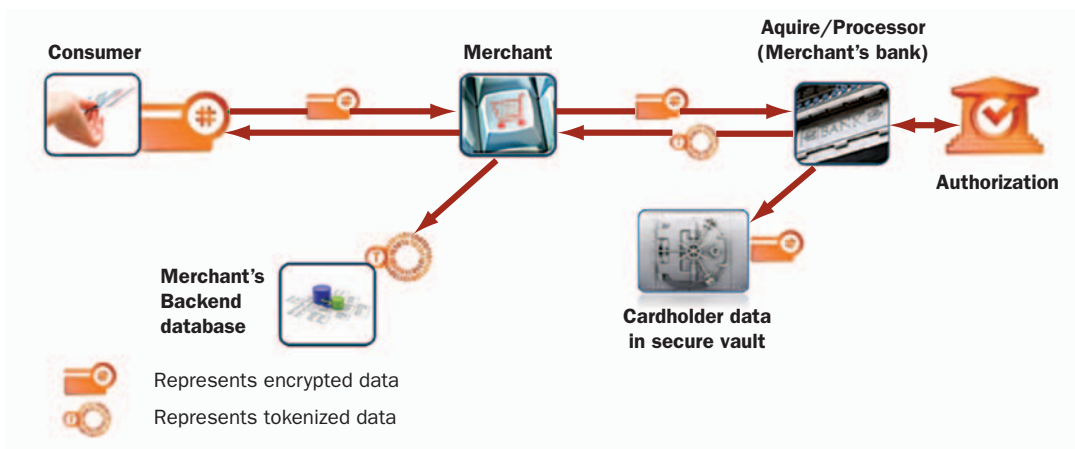 Consumer
Merchant
Aquire/Processor
(Merchant's bank)
BANK
Authorization
Merchant's
Backend
database
Cardholder data
in secure vault
Represents encrypted data
Represents tokenized data